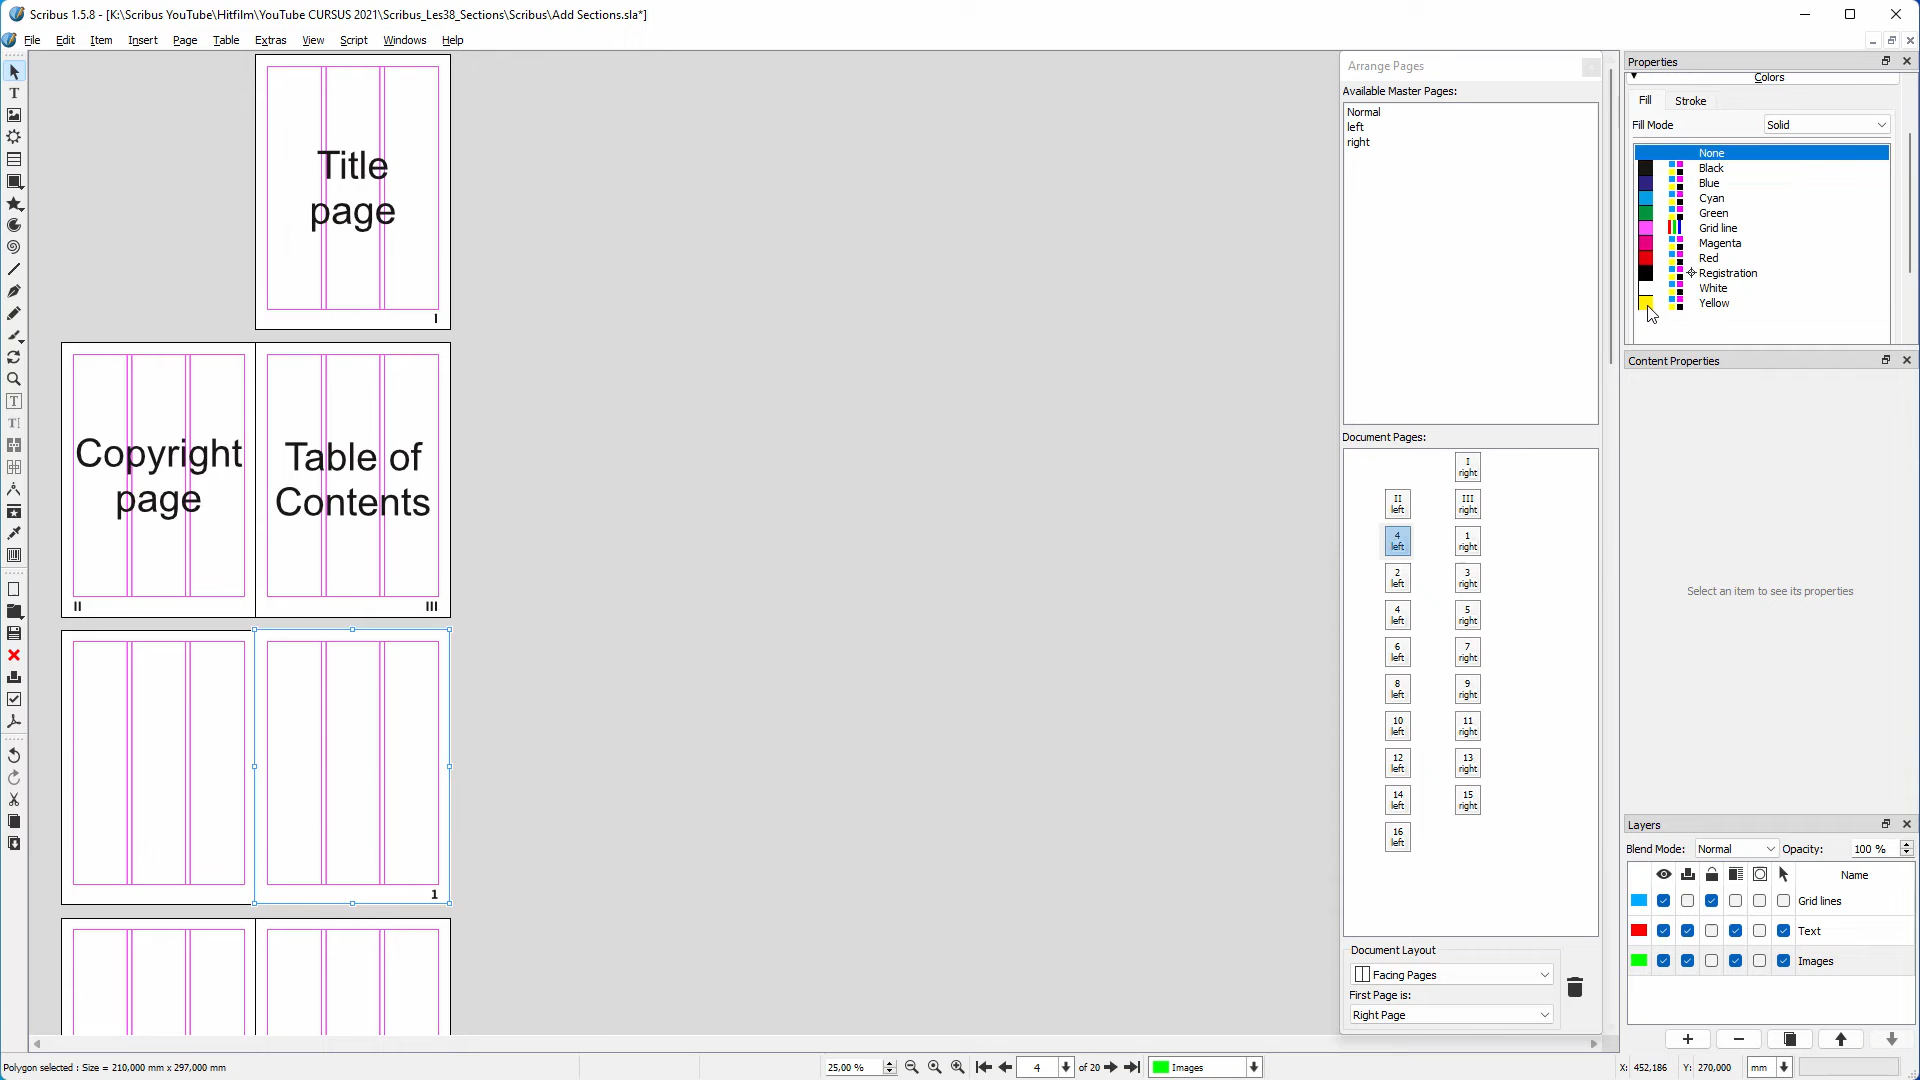 Scribus 1.5.8 - [K:\Scribus YouTube\Hitfilm\YouTube CURSUS 2021\Scribus_Les38_Sections\Scribus\Add Sections.sla*]
File Edit Item Insert Page Table Extras View Script Windows Help
Title
page
I
Copyright
page
II
Table of
Contents
III
1
Arrange Pages
Available Master Pages:
Normal
left
right
Document Pages:
I
right
II
left
III
right
4
left
1
right
2
left
3
right
4
left
5
right
6
left
7
right
8
left
9
right
10
left
11
right
12
left
13
right
14
left
15
right
16
left
Document Layout
Facing Pages
First Page is:
Right Page
Properties
Colors
Fill Stroke
Fill Mode Solid
None
Black
Blue
Cyan
Green
Grid line
Magenta
Red
Registration
White
Yellow
Content Properties
Select an item to see its properties
Layers
Blend Mode: Normal Opacity: 100 %
Name
Grid lines
Text
Images
Polygon selected : Size = 210,000 mm x 297,000 mm
25,00 % 4 of 20 Images
X: 452,186 Y: 270,000 mm